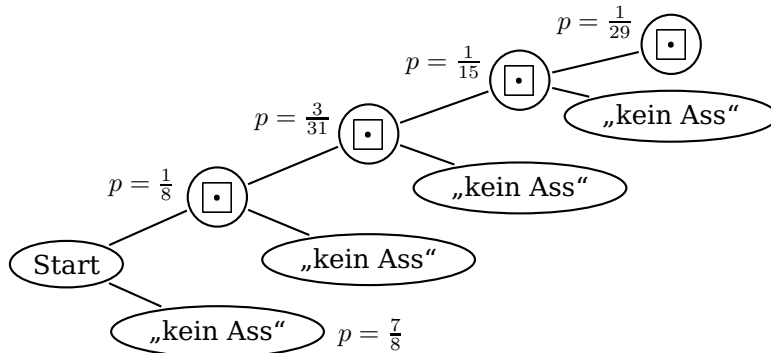 p = 1/29
p = 1/15
„kein Ass“
p = 3/31
„kein Ass“
p = 1/8
„kein Ass“
Start
„kein Ass“ p = 7/8